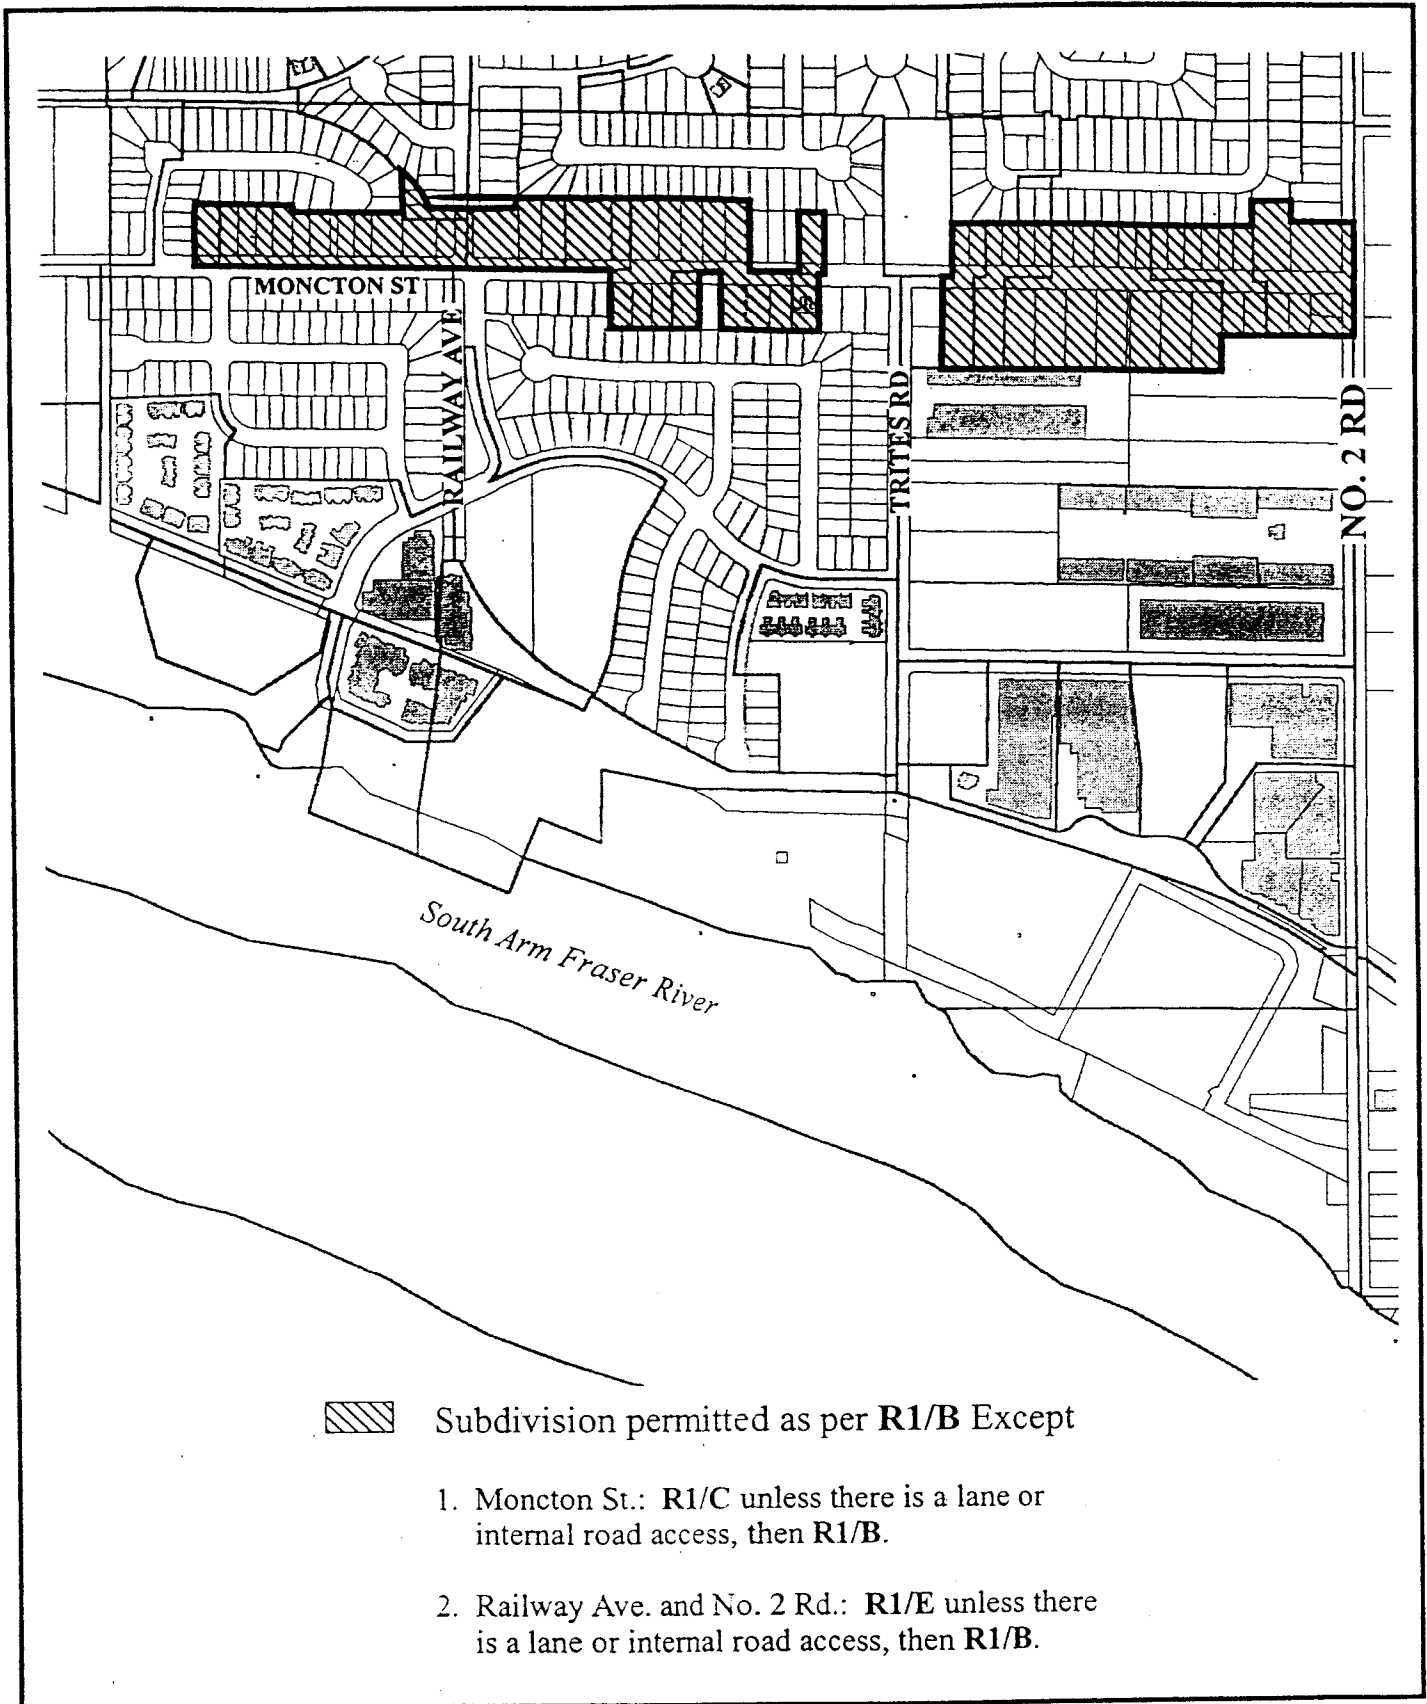 MONCTON ST
RAILWAY AVE
TRITES RD
NO. 2 RD
South Arm Fraser River
Subdivision permitted as per R1/B Except
1. Moncton St.: R1/C unless there is a lane or
internal road access, then R1/B.
2. Railway Ave. and No. 2 Rd.: R1/E unless there
is a lane or internal road access, then R1/B.